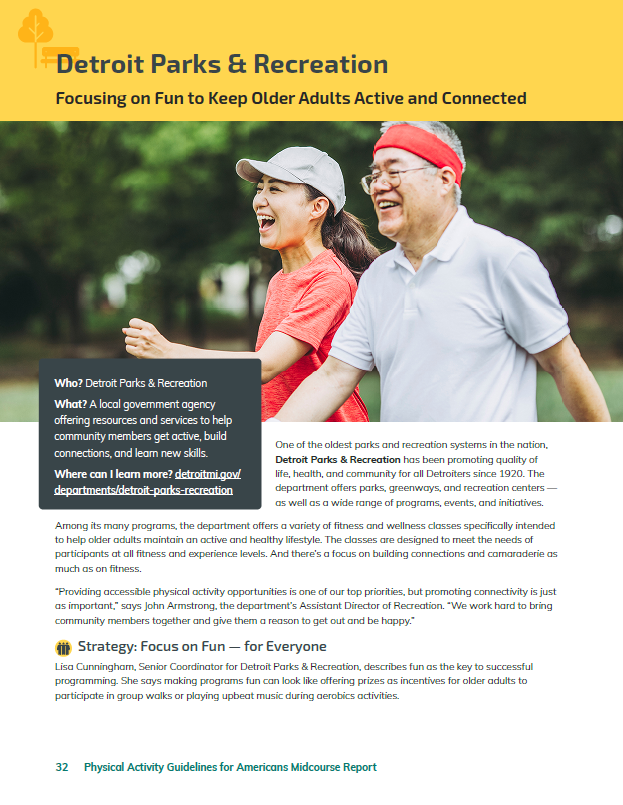 Detroit Parks & Recreation
Focusing on Fun to Keep Older Adults Active and Connected
Who? Detroit Parks & Recreation
What? A local government agency
offering resources and services to help
community members get active, build
connections, and learn new skills.
Where can I learn more? detroitmi.gov/
departments/detroit-parks-recreation
One of the oldest parks and recreation systems in the nation,
Detroit Parks & Recreation has been promoting quality of
life, health, and community for all Detroiters since 1920. The
department offers parks, greenways, and recreation centers —
as well as a wide range of programs, events, and initiatives.
Among its many programs, the department offers a variety of fitness and wellness classes specifically intended
to help older adults maintain an active and healthy lifestyle. The classes are designed to meet the needs of
participants at all fitness and experience levels. And there’s a focus on building connections and camaraderie as
much as on fitness.
“Providing accessible physical activity opportunities is one of our top priorities, but promoting connectivity is just
as important,” says John Armstrong, the department’s Assistant Director of Recreation. “We work hard to bring
community members together and give them a reason to get out and be happy.”
Strategy: Focus on Fun — for Everyone
Lisa Cunningham, Senior Coordinator for Detroit Parks & Recreation, describes fun as the key to successful
programming. She says making programs fun can look like offering prizes as incentives for older adults to
participate in group walks or playing upbeat music during aerobics activities.
32 Physical Activity Guidelines for Americans Midcourse Report